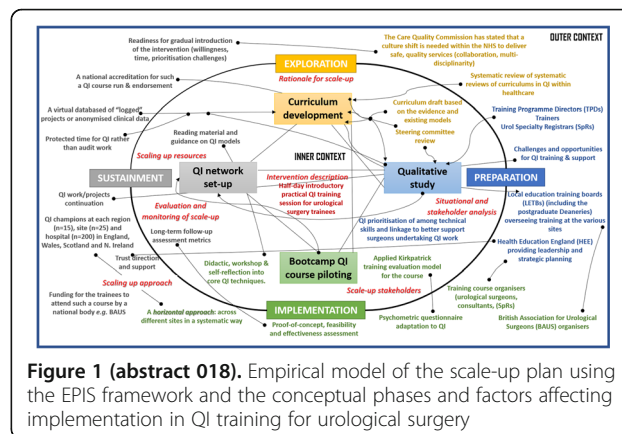 Readiness for gradual introduction
of the intervention (willingness,
time, prioritisation challenges)
The Care Quality Commission has stated that a
culture shift is needed within the NHS to deliver
safe, quality services (collaboration, multi-
disciplinarity)
OUTER CONTEXT
EXPLORATION
Rationale for scale-up
A national accreditation for such
a QI course run & endorsement
Systematic review of systematic
reviews of curriculums in QI within
healthcare
Curriculum
development
A virtual databased of "logged"
projects or anonymised clinical data
Curriculum draft based on
the evidence and
existing models
Training Programme Directors (TPDs)
Trainers
Urol Specialty Registrars (SpRs)
Protected time for QI rather
than audit work
Reading material and
guidance on QI models
Steering committee
review
Scaling up resources
INNER CONTEXT
Challenges and opportunities
for QI training & support
SUSTAINMENT
QI network
set-up
Intervention description
Half-day introductory
practical QI training
session for urological
surgery trainees
Qualitative
study
PREPARATION
QI work/projects
continuation
Evaluation and
monitoring of scale-up
Situational and
stakeholder analysis
Local education training boards
(LETBs) (including the
postgraduate Deaneries)
overseeing training at the various
sites
QI champions at each region
(n=15), site (n=25) and
hospital (n=200) in England,
Wales, Scotland and N. Ireland
Long-term follow-up
assessment metrics
QI prioritisation of among
technical skills and linkage to better support
surgeons undertaking QI work
Bootcamp QI
course piloting
Health Education England (HEE)
providing leadership and
strategic planning
Trust direction
and support
Didactic, workshop &
self-reflection into
core QI techniques.
Applied Kirkpatrick
training evaluation model for
the course
Scaling up approach
Scale-up stakeholders
Training course organisers
(urological surgeons,
consultants, (SpRs)
Funding for the trainees to
attend such a course by a
national body e.g. BAUS
A horizontal approach: across
different sites in a systematic way
IMPLEMENTATION
Proof-of-concept, feasibility
and effectiveness assessment
Psychometric questionnaire
adaptation to QI
British Association for Urological
Surgeons (BAUS) organisers
Figure 1 (abstract 018). Empirical model of the scale-up plan using
the EPIS framework and the conceptual phases and factors affecting
implementation in QI training for urological surgery